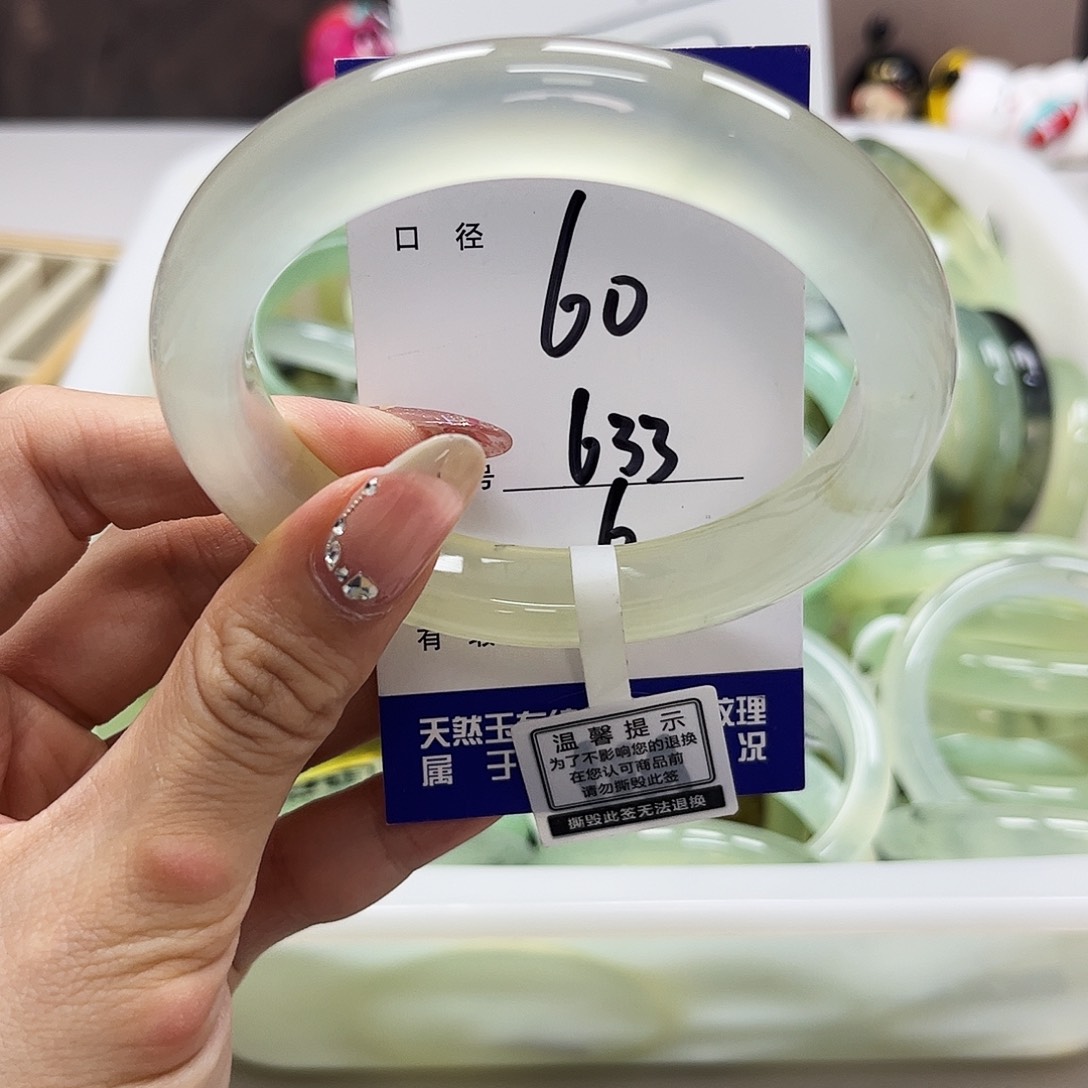 口 径
60
633
号
6
有
天然玉 纹理
属 于 况
温馨提示
为了不影响您的退换
在您认可商品前
请勿撕毁此签
撕毁此签无法退换